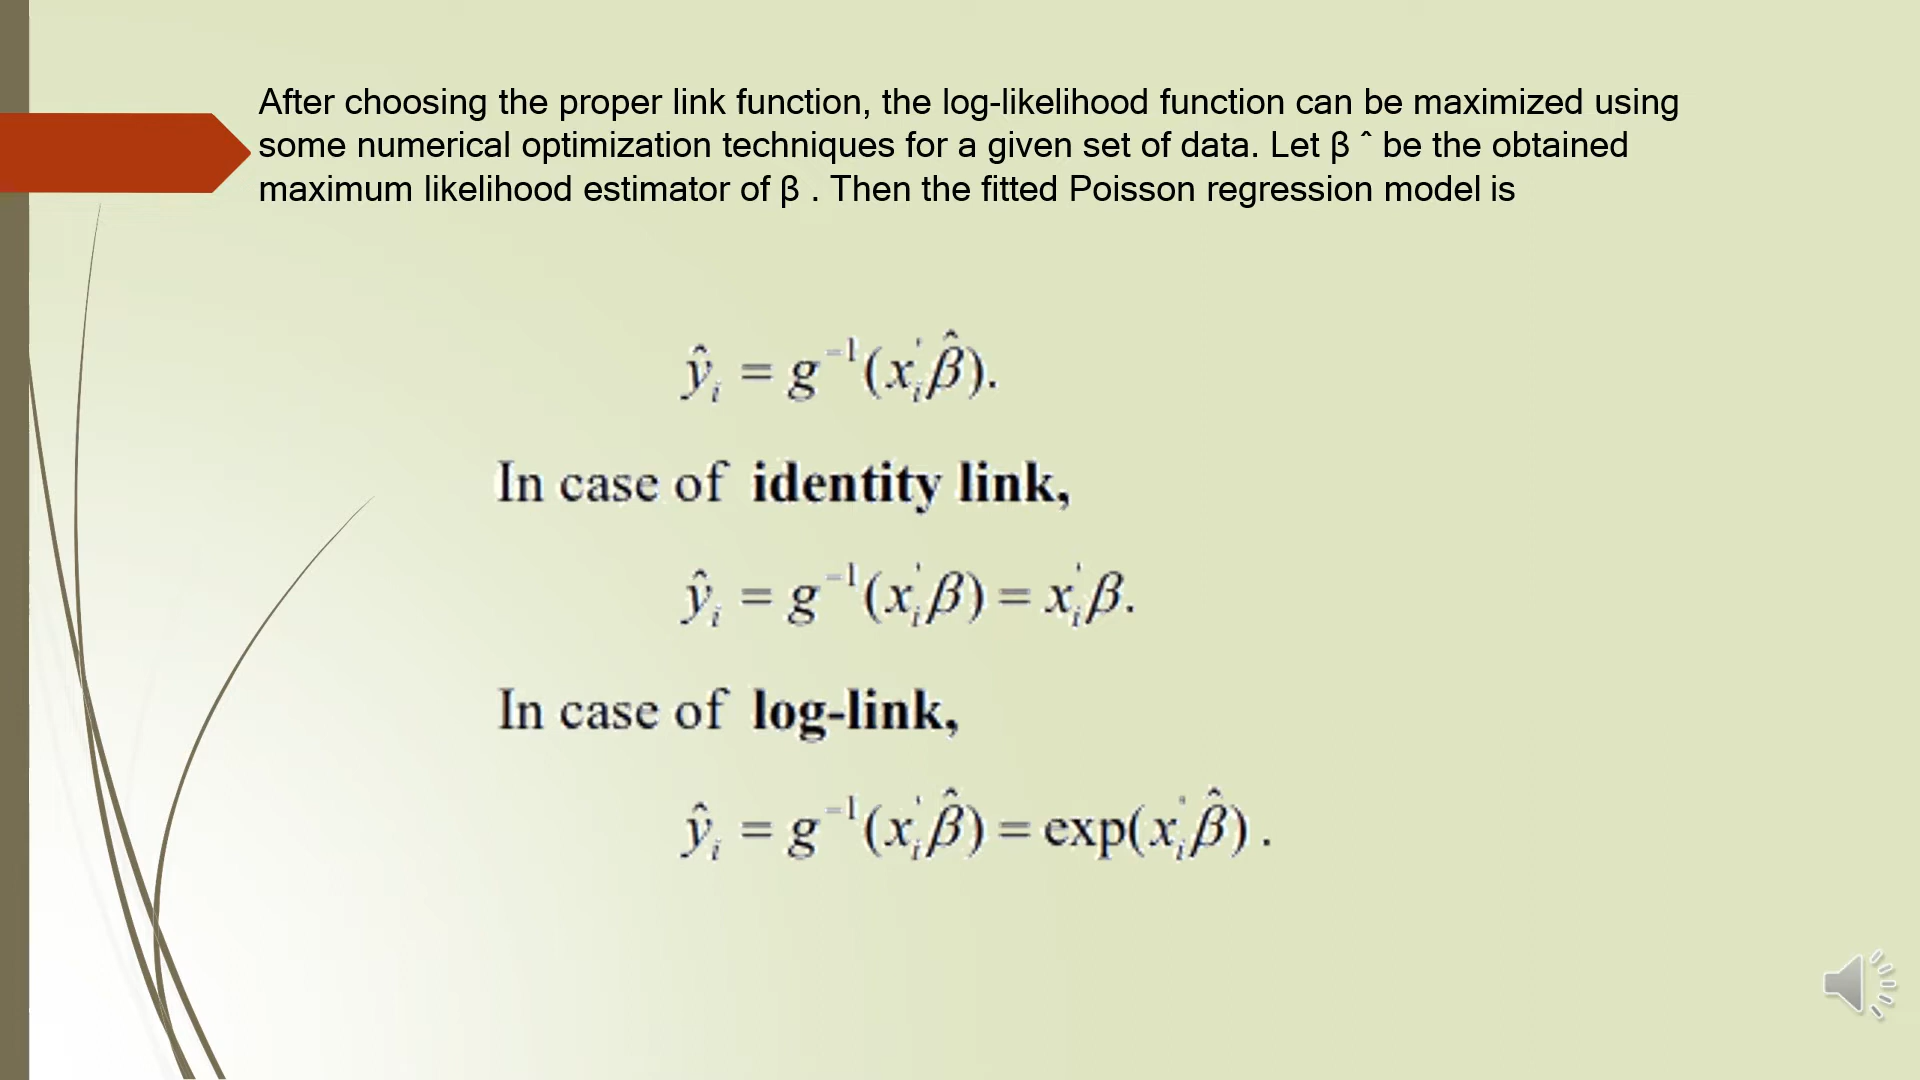 After choosing the proper link function, the log-likelihood function can be maximized using
some numerical optimization techniques for a given set of data. Let β ˆ be the obtained
maximum likelihood estimator of β . Then the fitted Poisson regression model is
ŷᵢ = g⁻¹(xᵢ'β̂).
In case of identity link,
ŷᵢ = g⁻¹(xᵢ'β) = xᵢ'β.
In case of log-link,
ŷᵢ = g⁻¹(xᵢ'β̂) = exp(xᵢ'β̂) .